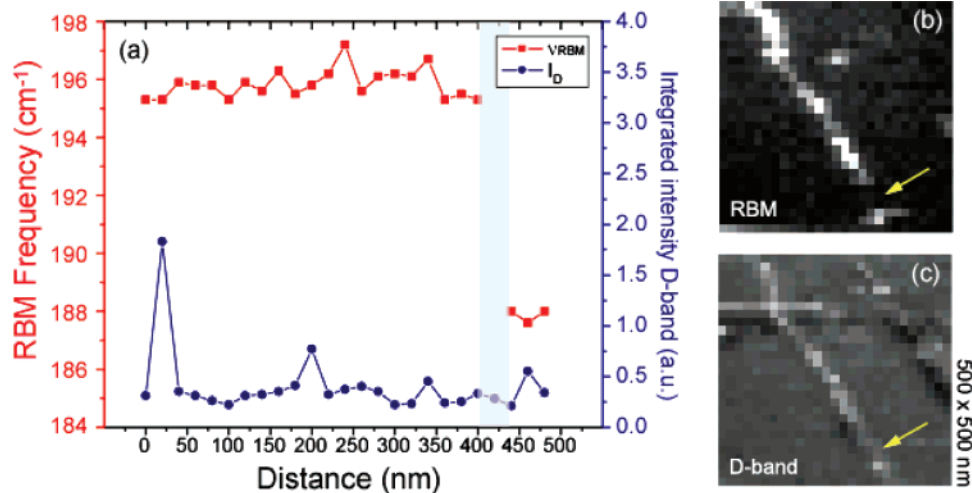 (a)
νRBM
I_D
RBM Frequency (cm⁻¹)
198
196
194
192
190
188
186
184
0 50 100 150 200 250 300 350 400 450 500
Distance (nm)
4.0
3.5
3.0
2.5
2.0
1.5
1.0
0.5
0.0
Integrated intensity D-band (a.u.)
(b)
RBM
(c)
D-band
500 x 500 nm